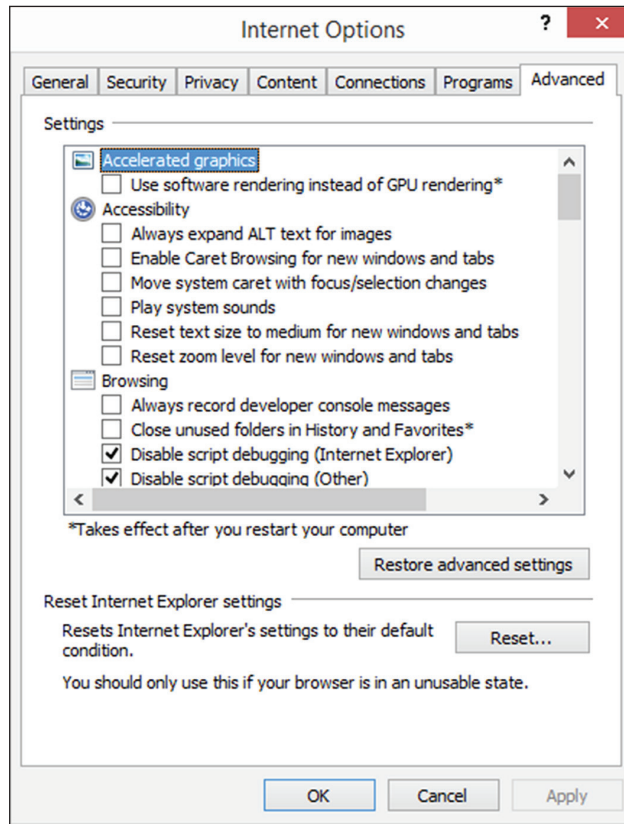 Internet Options
?
General Security Privacy Content Connections Programs Advanced
Settings
Accelerated graphics
Use software rendering instead of GPU rendering*
Accessibility
Always expand ALT text for images
Enable Caret Browsing for new windows and tabs
Move system caret with focus/selection changes
Play system sounds
Reset text size to medium for new windows and tabs
Reset zoom level for new windows and tabs
Browsing
Always record developer console messages
Close unused folders in History and Favorites*
Disable script debugging (Internet Explorer)
Disable script debugging (Other)
*Takes effect after you restart your computer
Restore advanced settings
Reset Internet Explorer settings
Resets Internet Explorer's settings to their default
condition.
Reset...
You should only use this if your browser is in an unusable state.
OK Cancel Apply